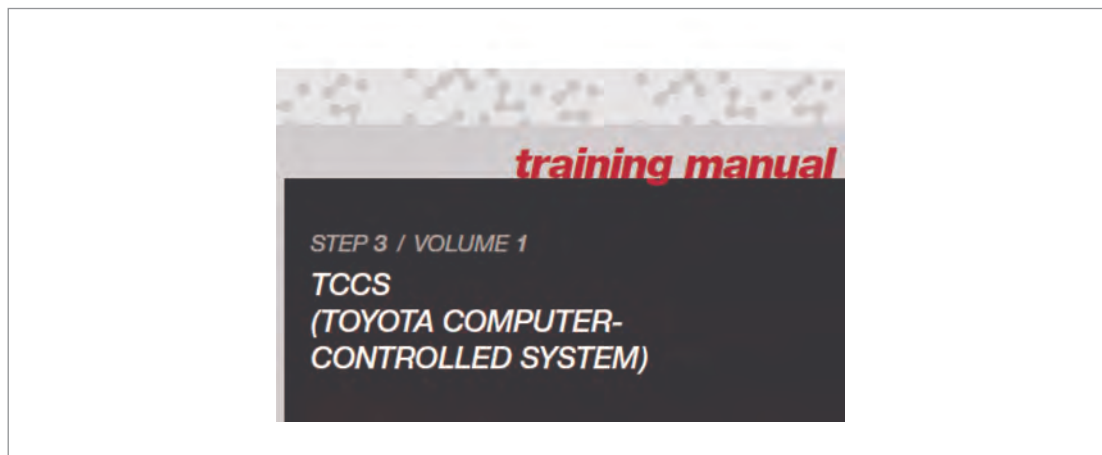 training manual
STEP 3 / VOLUME 1
TCCS
(TOYOTA COMPUTER-
CONTROLLED SYSTEM)